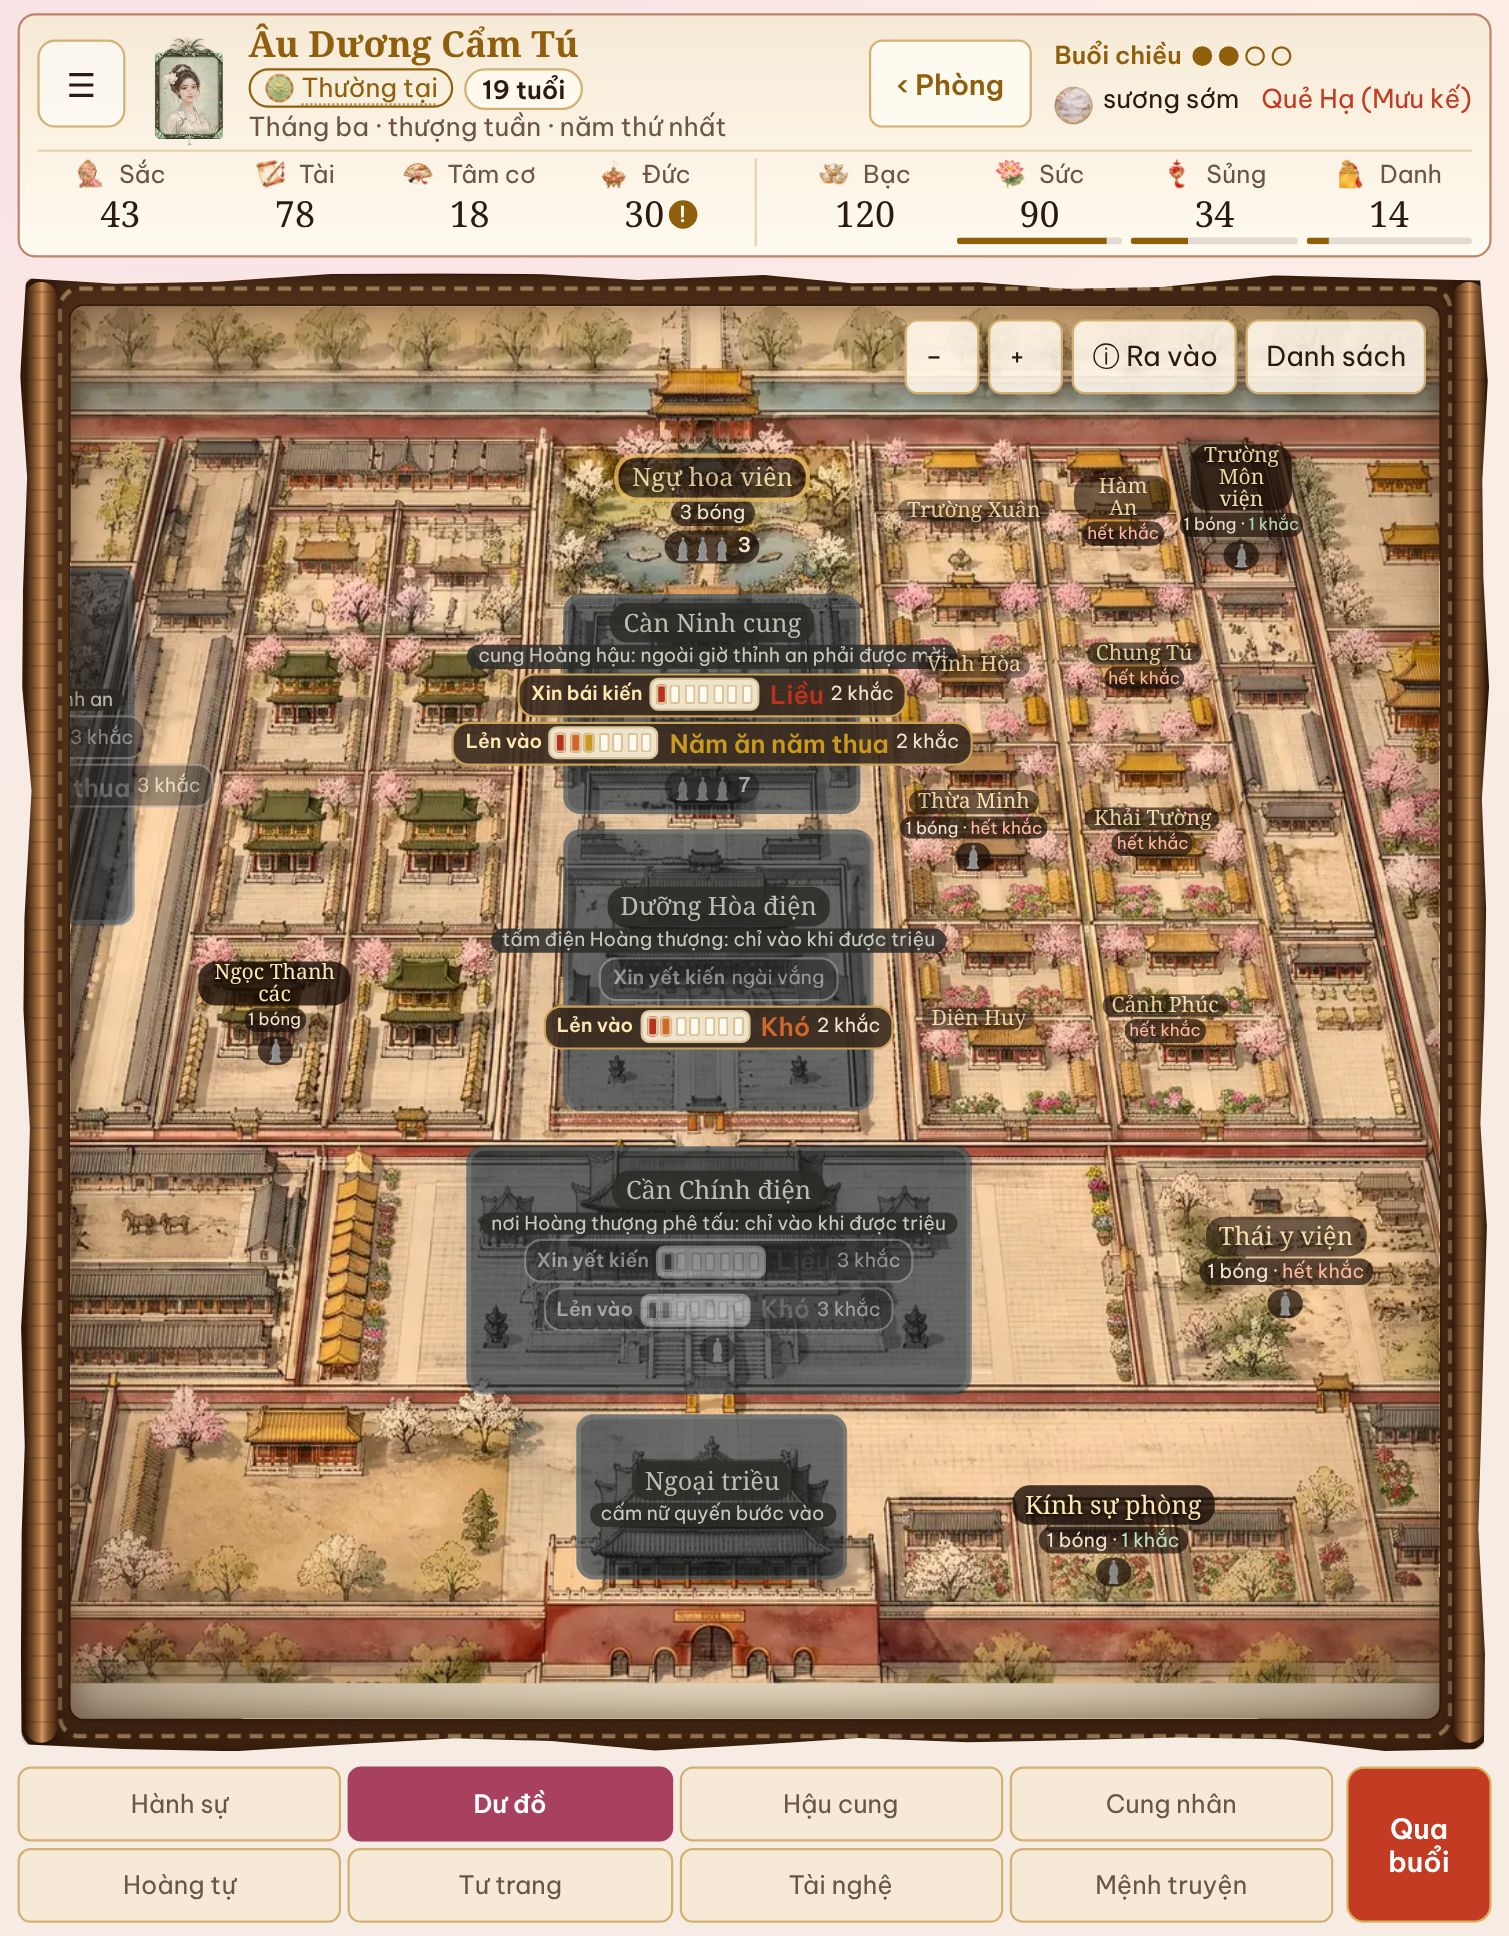 Âu Dương Cẩm Tú
Thường tại
19 tuổi
Tháng ba · thượng tuần · năm thứ nhất
‹ Phòng
Buổi chiều
sương sớm
Quẻ Hạ (Mưu kế)
Sắc
43
Tài
78
Tâm cơ
18
Đức
30 !
Bạc
120
Sức
90
Sủng
34
Danh
14
-
+
ⓘ Ra vào
Danh sách
Ngự hoa viên
3 bóng
3
Trường Xuân
Hàm
An
hết khắc
Trường
Môn
viện
1 bóng · 1 khắc
Càn Ninh cung
cung Hoàng hậu: ngoài giờ thỉnh an phải được
Xin bái kiến Liều 2 khắc
Lẻn vào Năm ăn năm thua 2 khắc
7
Vĩnh Hòa
Chung Tú
hết khắc
an
3 khắc
thua 3 khắc
Thừa Minh
1 bóng · hết khắc
Khải Tường
hết khắc
Dưỡng Hòa điện
tẩm điện Hoàng thượng: chỉ vào khi được triệu
Xin yết kiến ngài vắng
Lẻn vào Khó 2 khắc
Ngọc Thanh
các
1 bóng
Diên Huy
Cảnh Phúc
hết khắc
Cần Chính điện
nơi Hoàng thượng phê tấu: chỉ vào khi được triệu
Xin yết kiến Liều 3 khắc
Lẻn vào Khó 3 khắc
Thái y viện
1 bóng · hết khắc
Ngoại triều
cấm nữ quyến bước vào
Kính sự phòng
1 bóng · 1 khắc
Hành sự
Dư đồ
Hậu cung
Cung nhân
Qua
buổi
Hoàng tự
Tư trang
Tài nghệ
Mệnh truyện